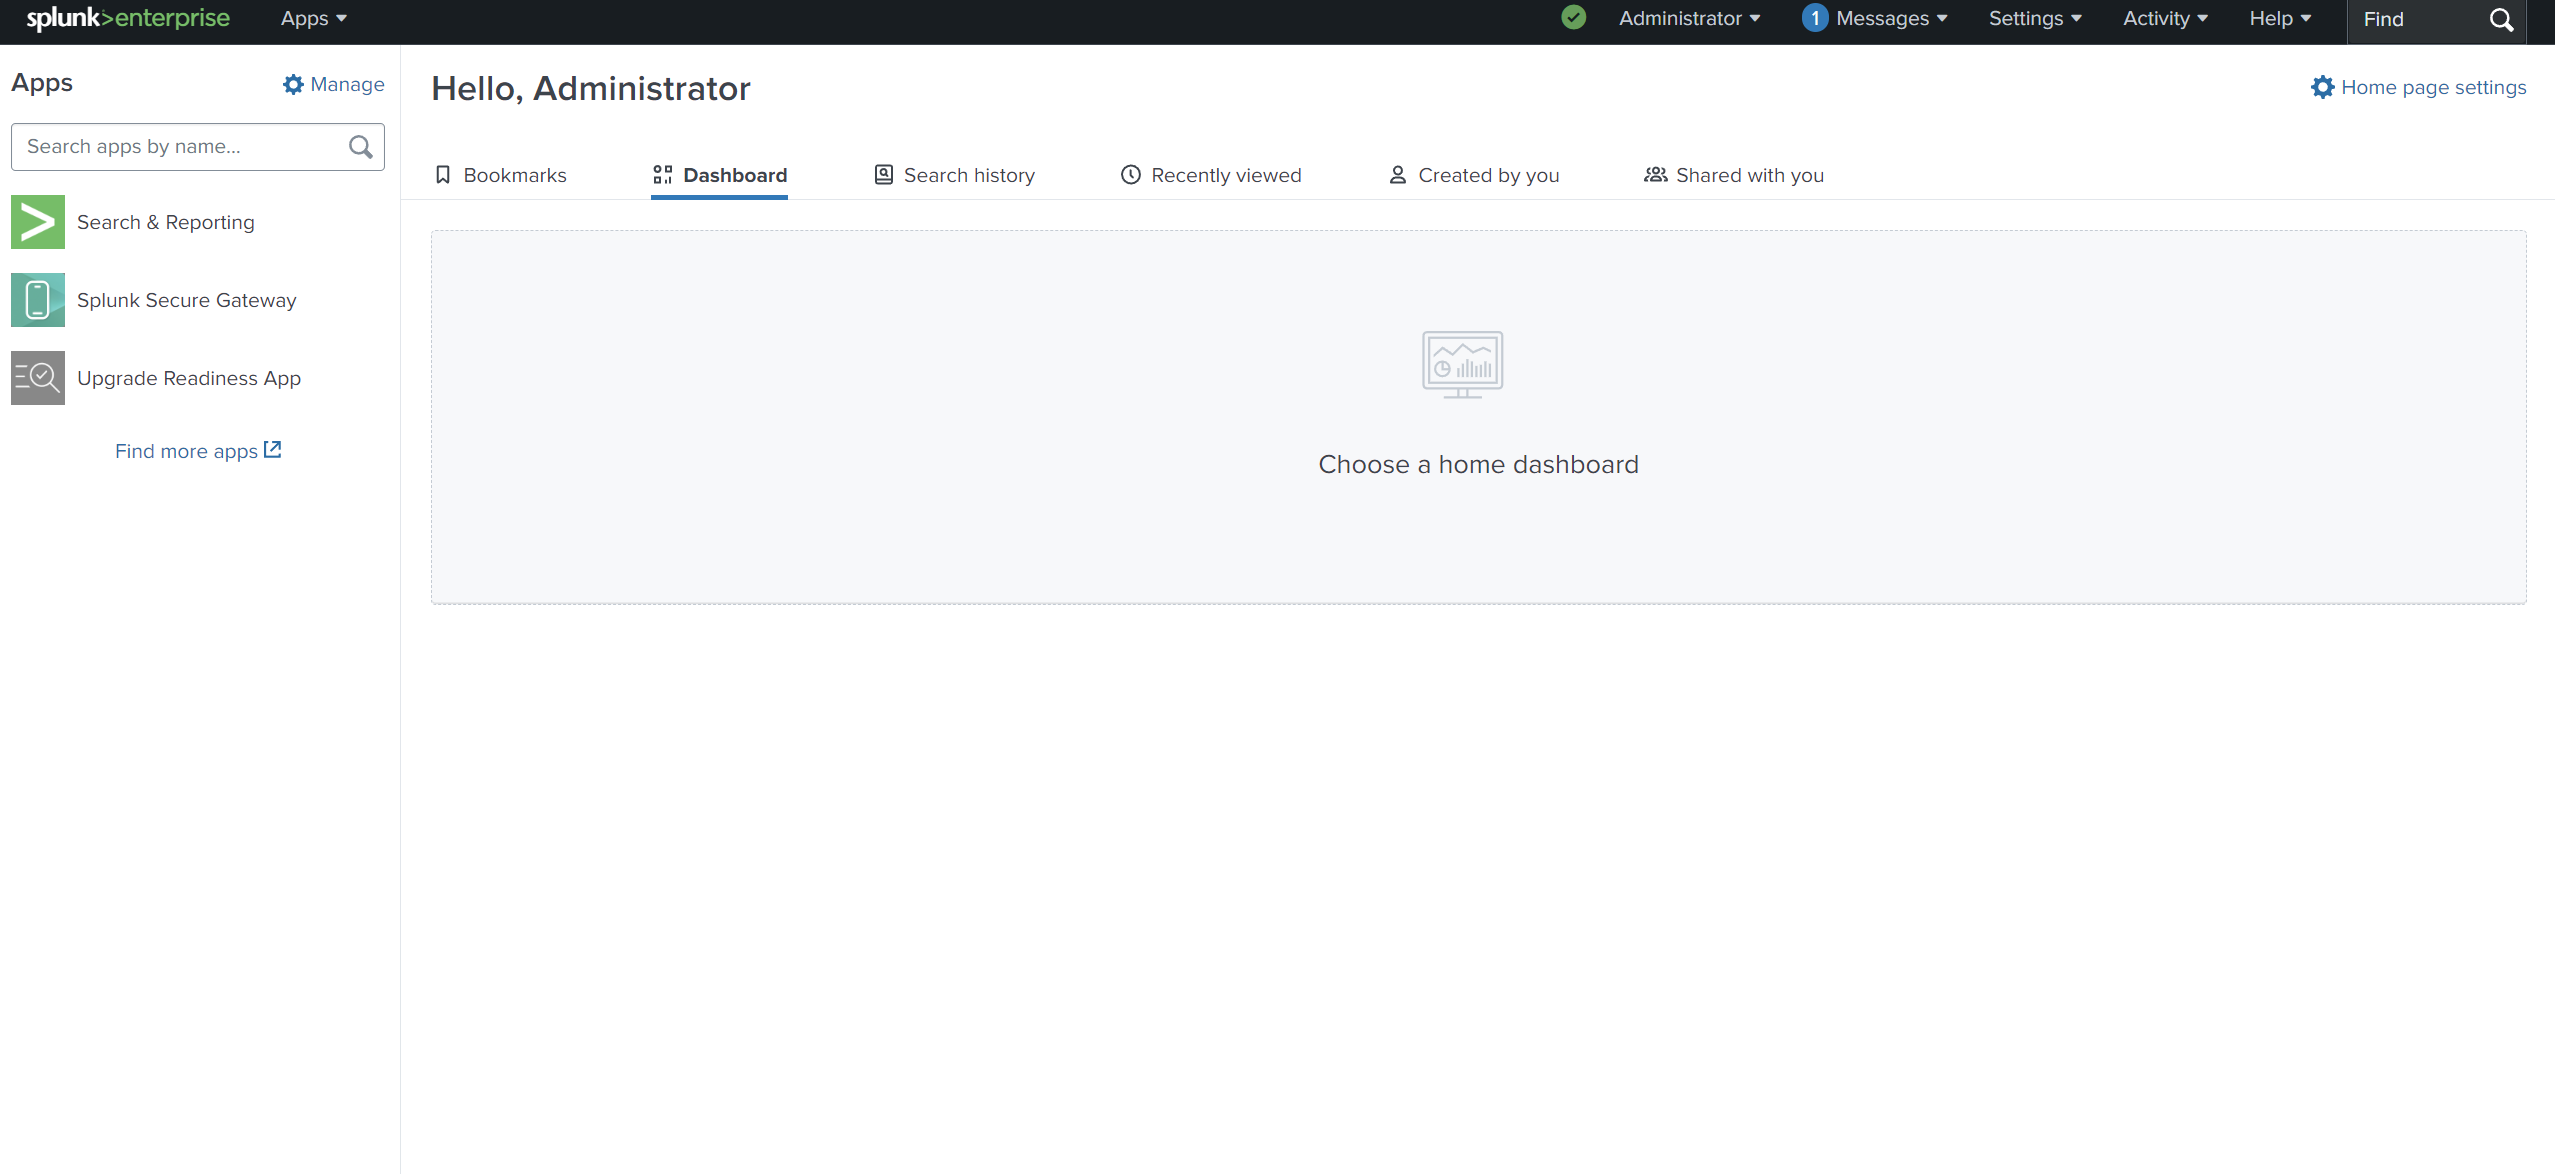 splunk>enterprise Apps Administrator 1 Messages Settings Activity Help Find
Apps Manage
Search apps by name...
Search & Reporting
Splunk Secure Gateway
Upgrade Readiness App
Find more apps
Hello, Administrator
Home page settings
Bookmarks Dashboard Search history Recently viewed Created by you Shared with you
Choose a home dashboard